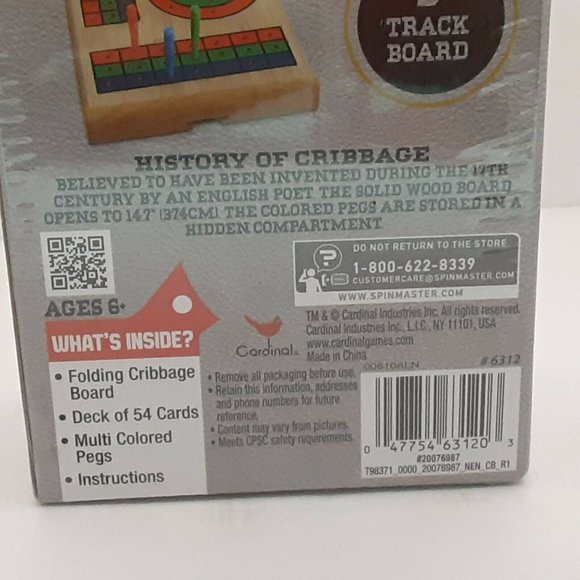 TRACK
BOARD
HISTORY OF CRIBBAGE
BELIEVED TO HAVE BEEN INVENTED DURING THE 17TH
CENTURY BY AN ENGLISH POET THE SOLID WOOD BOARD
OPENS TO 14.7" (37.4CM). THE COLORED PEGS ARE STORED IN A
HIDDEN COMPARTMENT
DO NOT RETURN TO THE STORE.
1-800-622-8339
CUSTOMERCARE@SPINMASTER.COM
WWW.SPINMASTER.COM
AGES 6+
WHAT'S INSIDE?
• Folding Cribbage
Board
• Deck of 54 Cards
• Multi Colored
Pegs
• Instructions
Cardinal®
TM & © Cardinal Industries Inc. All rights reserved.
Cardinal Industries Inc., L.I.C., NY 11101, USA
www.cardinalgames.com
Made in China
• Remove all packaging before use.
• Retain this information, addresses
and phone numbers for future
reference.
• Content may vary from pictures.
• Meets CPSC safety requirements.
#6312
0 47754 63120 3
#20076987
T98371_0000_20076987_NEN_CB_R1